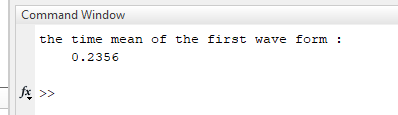 Command Window
the time mean of the first wave form :
0.2356
fx >>